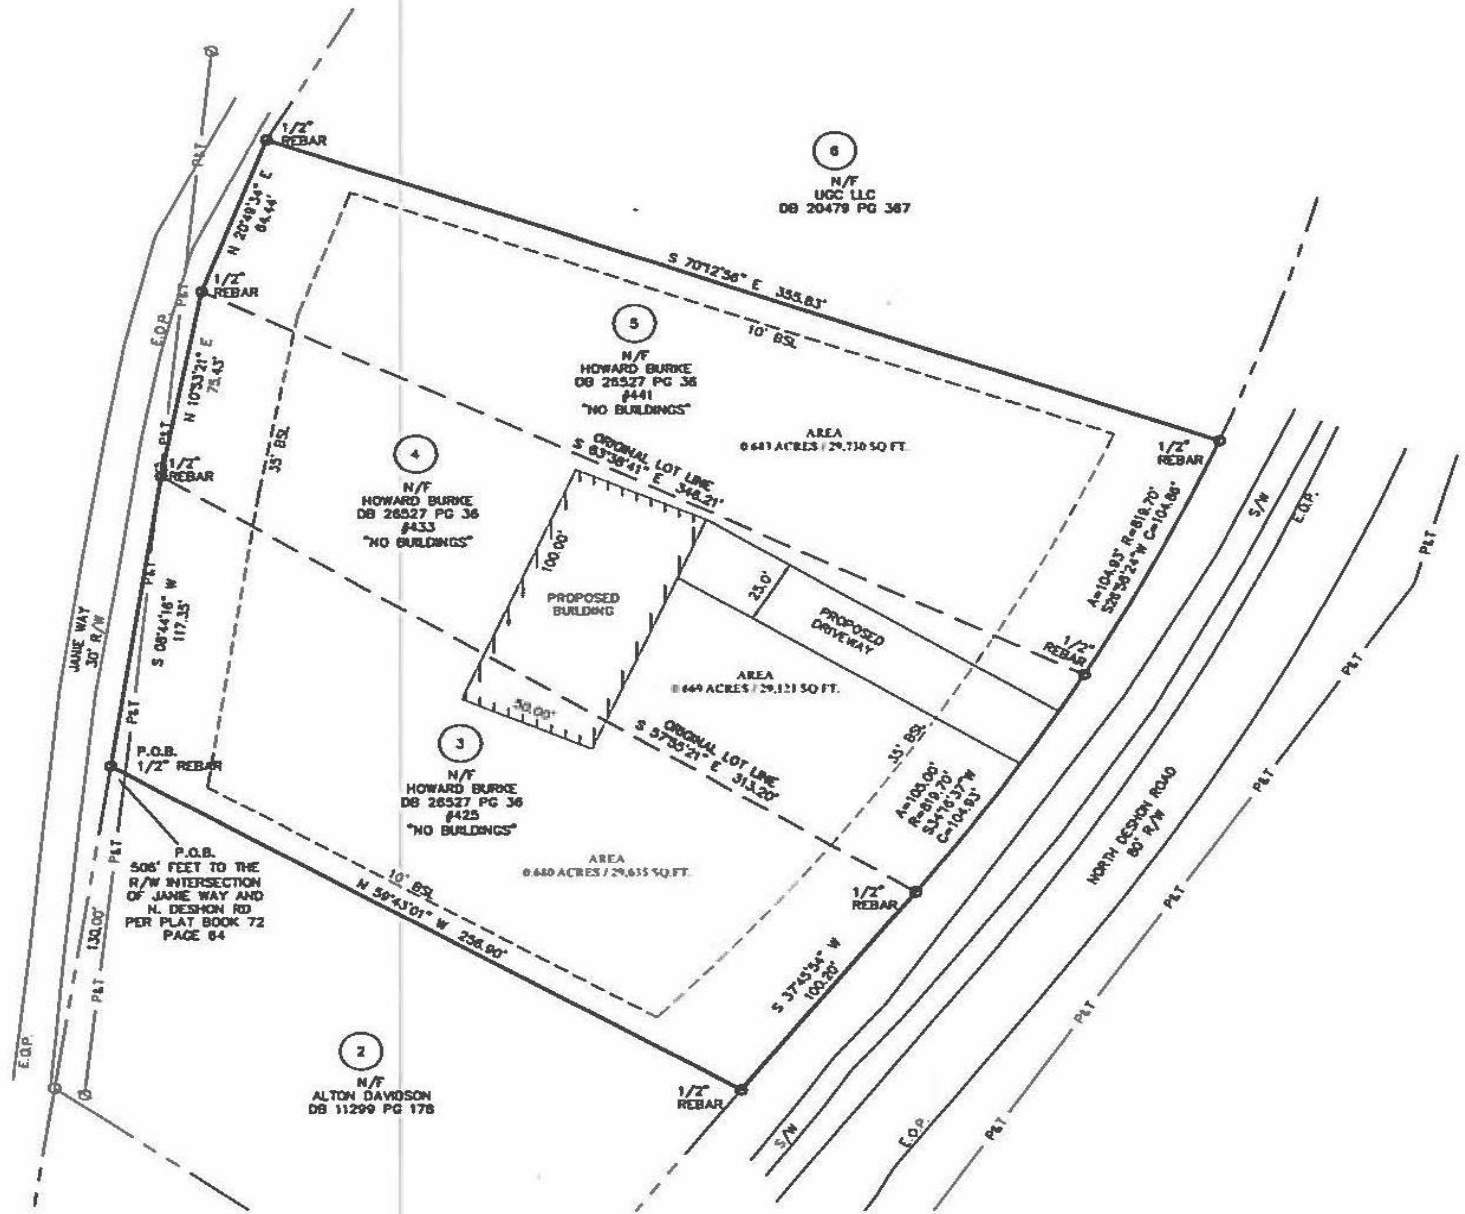 1/2"
REBAR
6
N/F
UGC LLC
DB 20479 PG 367
P&T
N 20°49'34" E
64.44'
S 70°12'56" E 355.83'
10' BSL
1/2"
REBAR
P&T
E.O.P.
5
N/F
HOWARD BURKE
DB 26527 PG 36
#441
"NO BUILDINGS"
N 10°53'21" E
75.43'
AREA
0.683 ACRES / 29,730 SQ FT.
P&T
35' BSL
ORIGINAL LOT LINE
S 63°38'41" E 346.21'
1/2"
REBAR
4
N/F
HOWARD BURKE
DB 26527 PG 36
#433
"NO BUILDINGS"
1/2"
REBAR
S/W
E.O.P.
A=104.93' R=819.70'
S28°56'24"W C=104.86'
P&T
100.00'
PROPOSED
BUILDING
25.0'
PROPOSED
DRIVEWAY
P&T
S 08°44'16" W
117.35'
JANIE WAY
30' R/W
1/2"
REBAR
P&T
AREA
0.669 ACRES / 29,121 SQ FT.
50.00'
P&T
ORIGINAL LOT LINE
S 57°55'21" E 313.20'
35' BSL
P.O.B.
1/2" REBAR
3
N/F
HOWARD BURKE
DB 26527 PG 36
#425
"NO BUILDINGS"
A=100.00'
R=819.70'
S34°16'37"W
C=104.93'
P&T
NORTH DESHON ROAD
80' R/W
P&T
P.O.B.
506' FEET TO THE
R/W INTERSECTION
OF JANIE WAY AND
N. DESHON RD
PER PLAT BOOK 72
PAGE 64
AREA
0.680 ACRES / 29,635 SQ.FT.
10' BSL
N 59°43'01" W 256.90'
1/2"
REBAR
P&T
130.00'
S 37°45'54" W
100.20'
P&T
P&T
E.O.P.
2
N/F
ALTON DAVIDSON
DB 11299 PG 176
1/2"
REBAR
S/W
E.O.P.
P&T